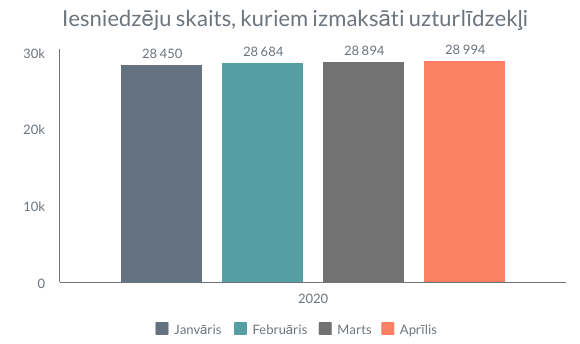 Iesniedzēju skaits, kuriem izmaksāti uzturlīdzekļi
30k
20k
10k
0
28 450
28 684
28 894
28 994
2020
Janvāris Februāris Marts Aprīlis